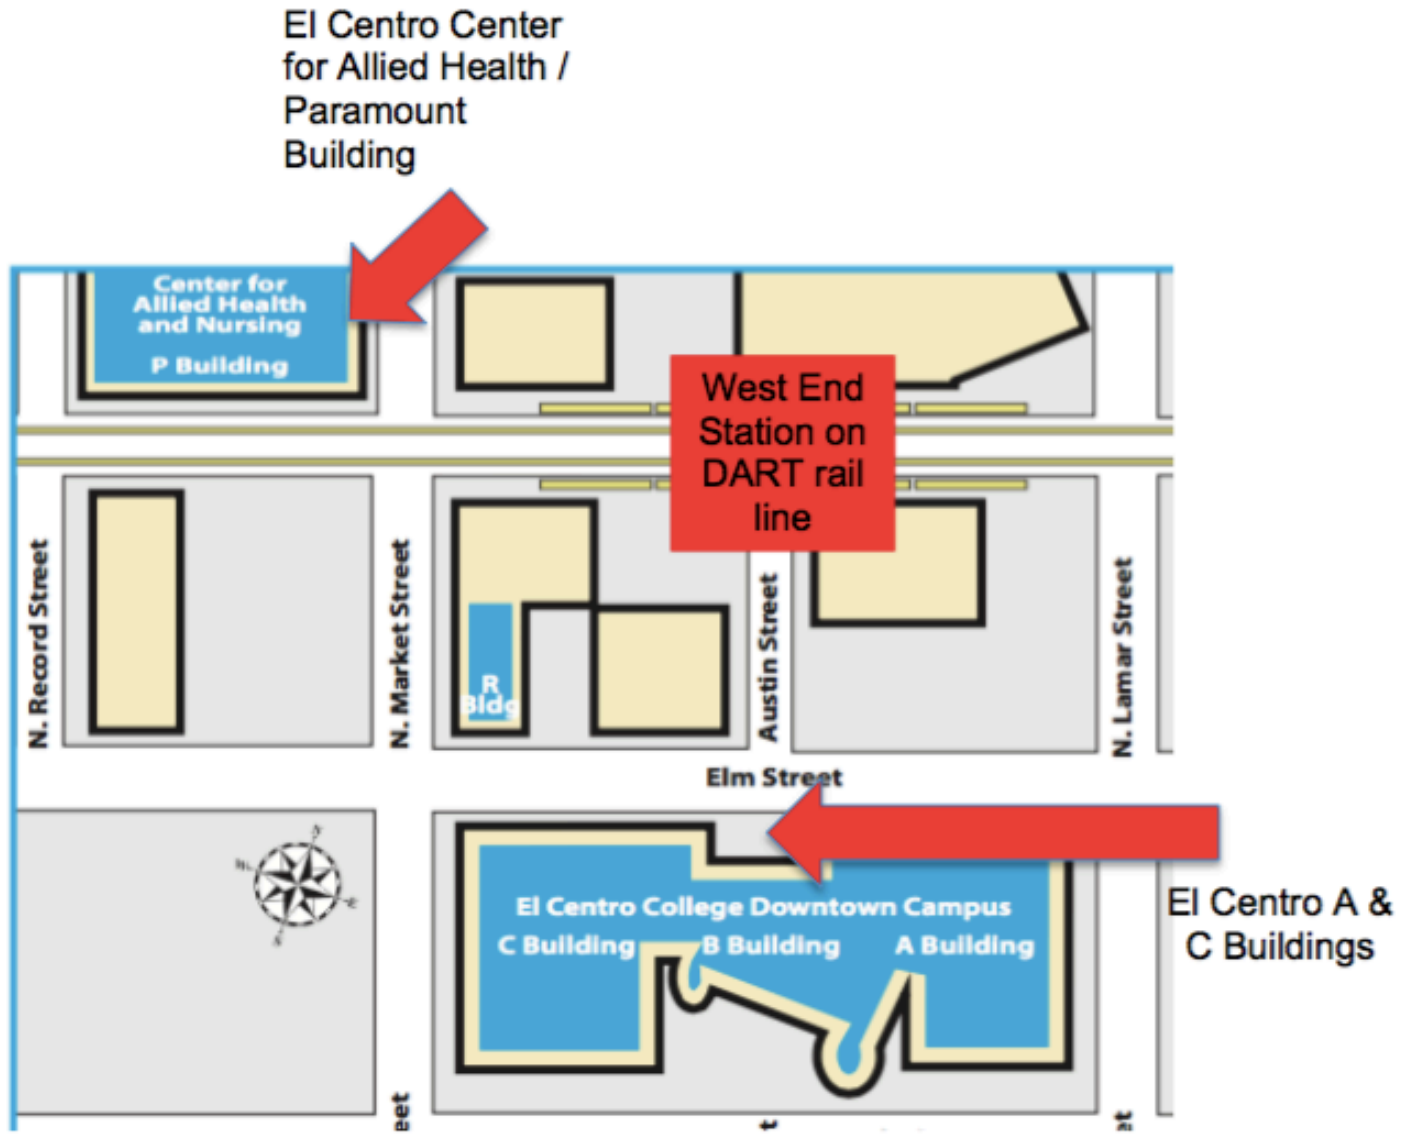 El Centro Center
for Allied Health /
Paramount
Building
Center for
Allied Health
and Nursing
P Building
West End
Station on
DART rail
line
N. Record Street
N. Market Street
R
Bldg
Austin Street
N. Lamar Street
Elm Street
N
E
S
El Centro College Downtown Campus
C Building
B Building
A Building
El Centro A &
C Buildings
eet
t
et